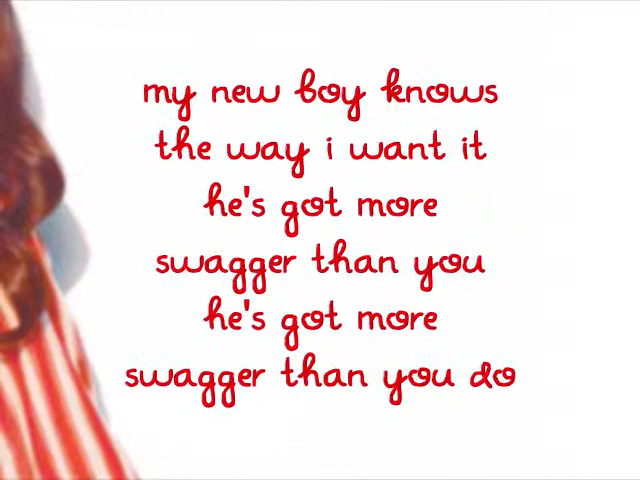 my new boy knows
the way i want it
he's got more
swagger than you
he's got more
swagger than you do